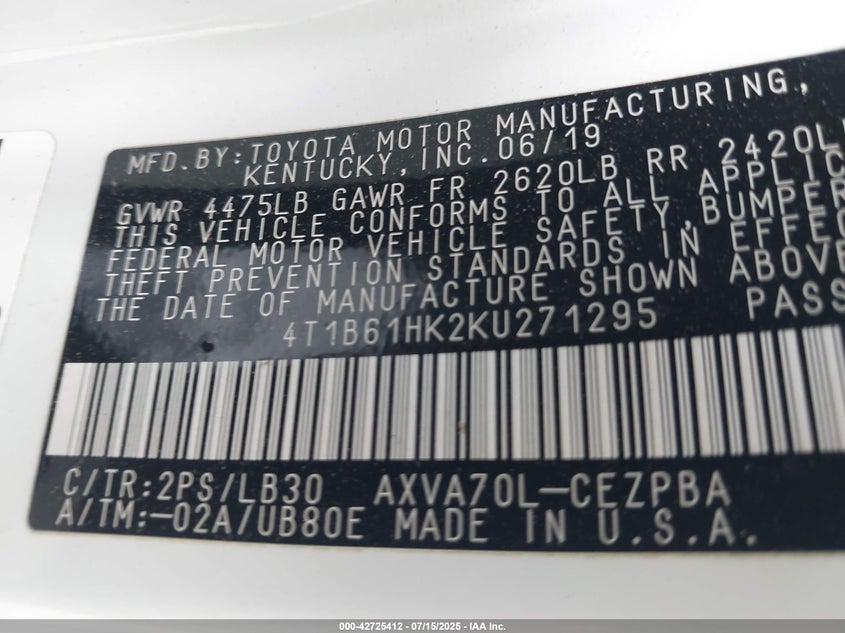 MFD. BY: TOYOTA MOTOR MANUFACTURING,
KENTUCKY, INC. 06/19
GVWR 4475LB GAWR FR 2620LB RR 2420L
THIS VEHICLE CONFORMS TO ALL APPLIC
FEDERAL MOTOR VEHICLE SAFETY, BUMPER
THEFT PREVENTION STANDARDS IN EFFEC
THE DATE OF MANUFACTURE SHOWN ABOVE
4T1B61HK2KU271295 PASS
C/TR:2PS/LB30 AXVA70L-CEZPBA
A/TM:-02A/UB80E MADE IN U.S.A.
000-42725412 - 07/15/2025 - IAA Inc.